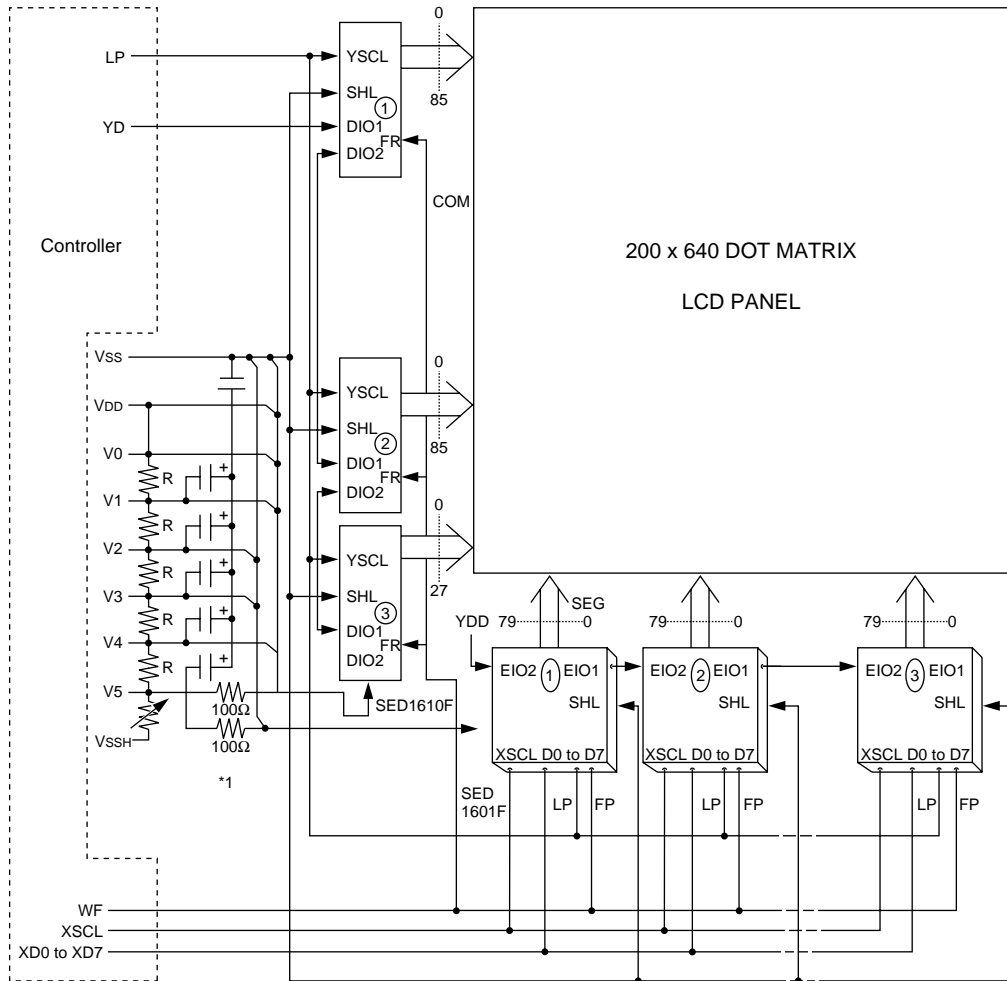 Controller
LP
YD
VSS
VDD
V0
V1
V2
V3
V4
V5
VSSH
R
R
R
R
R
+
+
+
+
+
100Ω
100Ω
*1
YSCL
SHL
1
DIO1
FR
DIO2
0
85
COM
YSCL
SHL
2
DIO1
FR
DIO2
0
85
YSCL
SHL
3
DIO1
FR
DIO2
0
27
SED1610F
200 x 640 DOT MATRIX
LCD PANEL
YDD
79 0
SEG
EIO2 1 EIO1
SHL
XSCL D0 to D7
79 0
EIO2 2 EIO1
SHL
XSCL D0 to D7
79 0
EIO2 3 EIO1
SHL
XSCL D0 to D7
SED
1601F
LP FP
LP FP
LP FP
WF
XSCL
XD0 to XD7